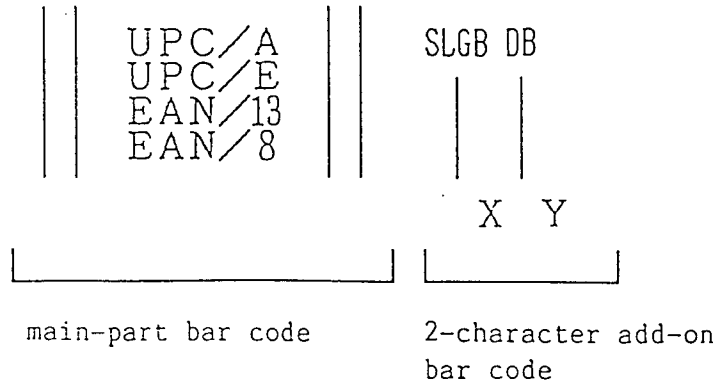 UPC/A
UPC/E
EAN/13
EAN/8
SLGB DB
X Y
main-part bar code
2-character add-on
bar code